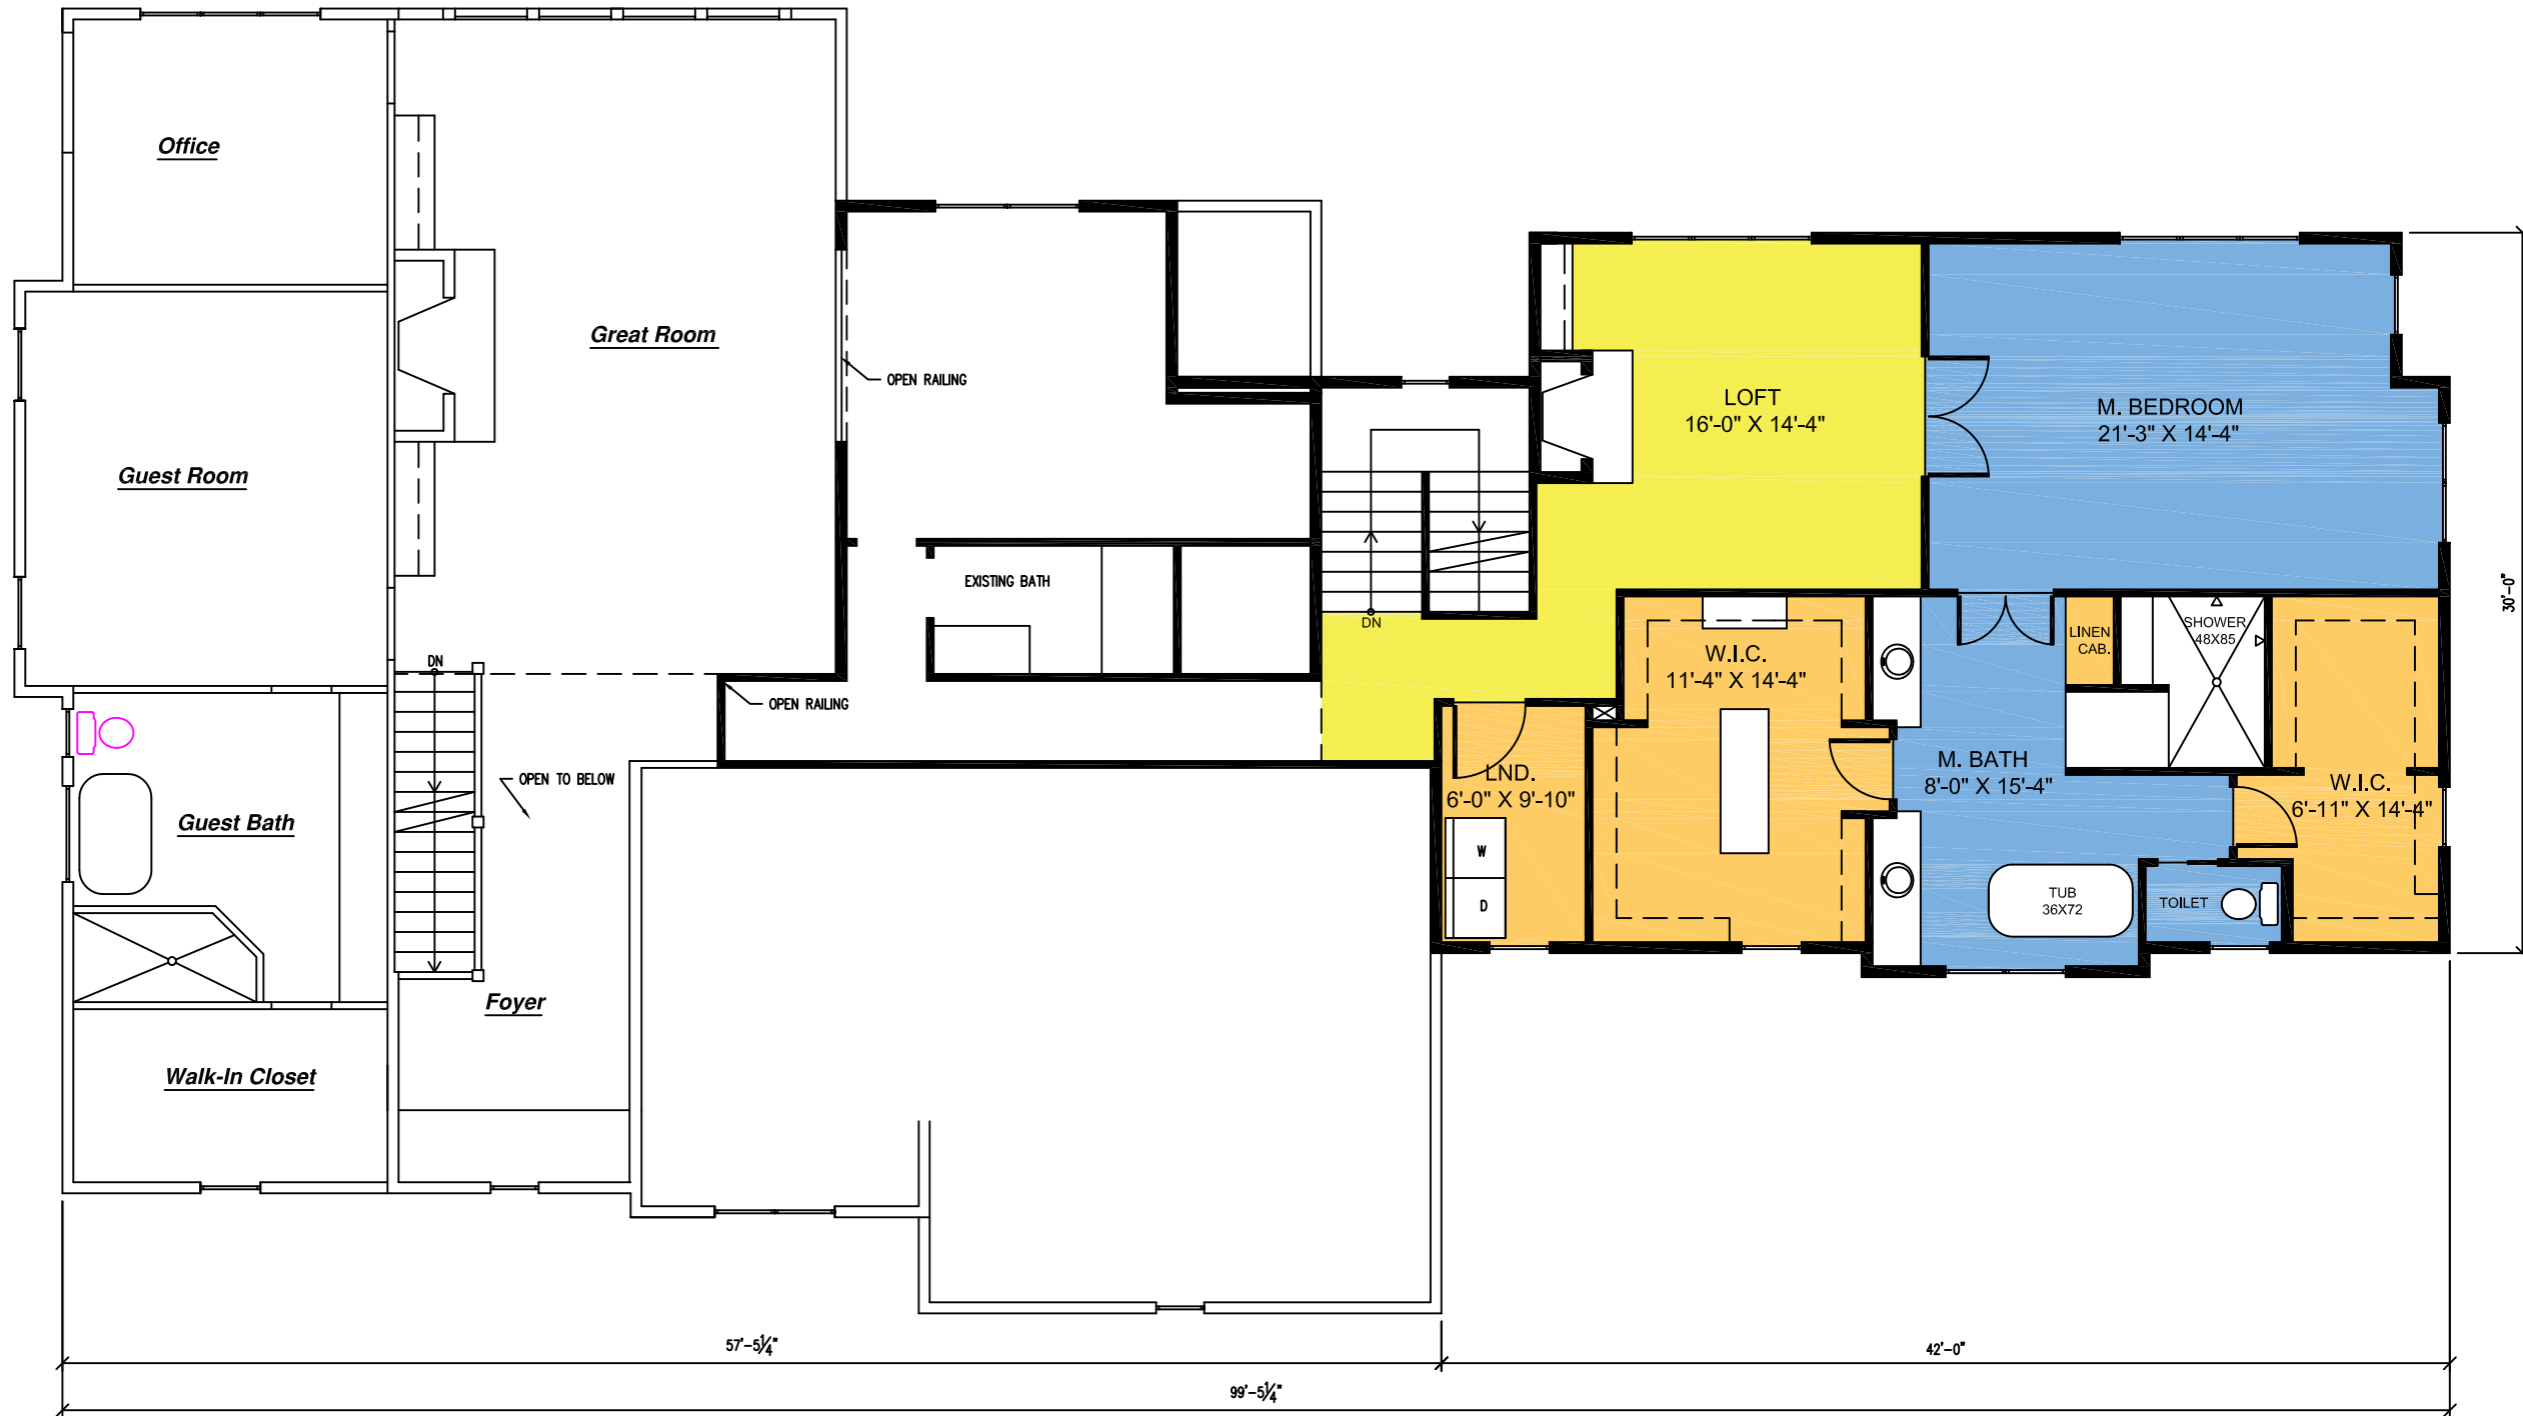 Office
Great Room
OPEN RAILING
Guest Room
LOFT
16'-0" X 14'-4"
M. BEDROOM
21'-3" X 14'-4"
EXISTING BATH
30'-0"
DN
DN
OPEN RAILING
LINEN
CAB.
SHOWER
48X85
W.I.C.
11'-4" X 14'-4"
OPEN TO BELOW
Guest Bath
LND.
6'-0" X 9'-10"
M. BATH
8'-0" X 15'-4"
W.I.C.
6'-11" X 14'-4"
W
D
TUB
36X72
TOILET
Foyer
Walk-In Closet
57'-5¼"
42'-0"
99'-5¼"